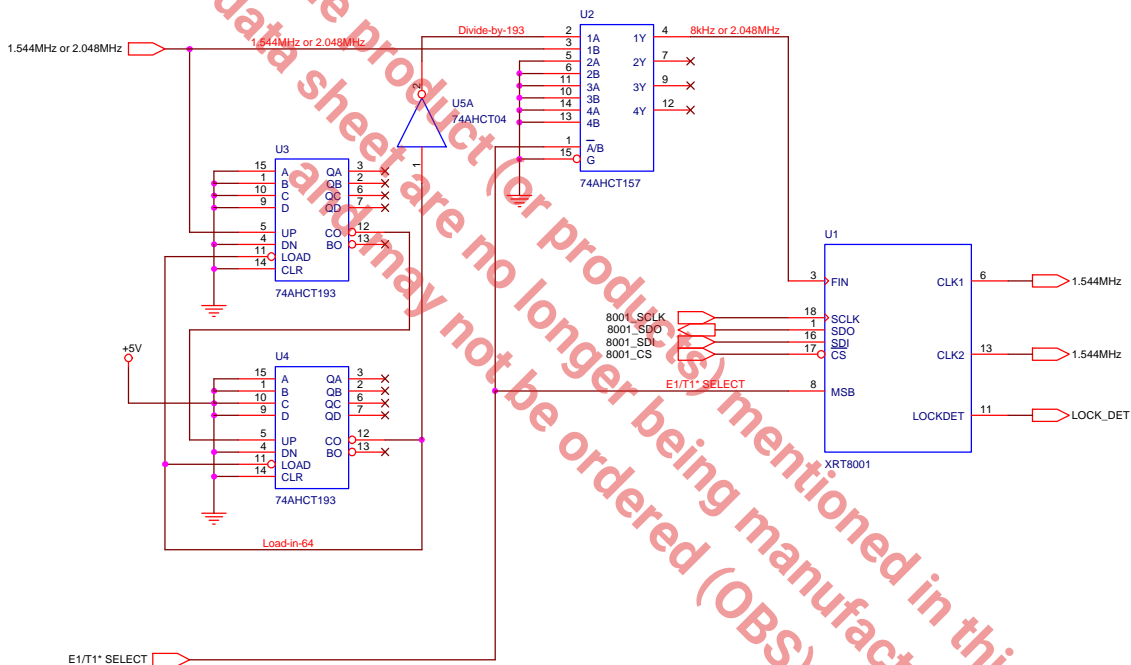 U2
Divide-by-193
8kHz or 2.048MHz
1.544MHz or 2.048MHz
1.544MHz or 2.048MHz
2 1A 1Y 4
3 1B
5 2A 2Y 7
6 2B
11 3A 3Y 9
10 3B
14 4A 4Y 12
13 4B
1 A/B
15 G
74AHCT157
2
U5A
74AHCT04
1
U3
15 A QA 3
1 B QB 2
10 C QC 6
9 D QD 7
5 UP CO 12
4 DN BO 13
11 LOAD
14 CLR
74AHCT193
U1
3 FIN CLK1 6 1.544MHz
8001_SCLK 18 SCLK
8001_SDO 1 SDO
8001_SDI 16 SDI
8001_CS 17 CS
CLK2 13 1.544MHz
E1/T1* SELECT 8 MSB
LOCKDET 11 LOCK_DET
XRT8001
+5V
U4
15 A QA 3
1 B QB 2
10 C QC 6
9 D QD 7
5 UP CO 12
4 DN BO 13
11 LOAD
14 CLR
74AHCT193
Load-in-64
E1/T1* SELECT
product (or products) mentioned in
data sheet are no longer being
and may not be ordered (OBS)